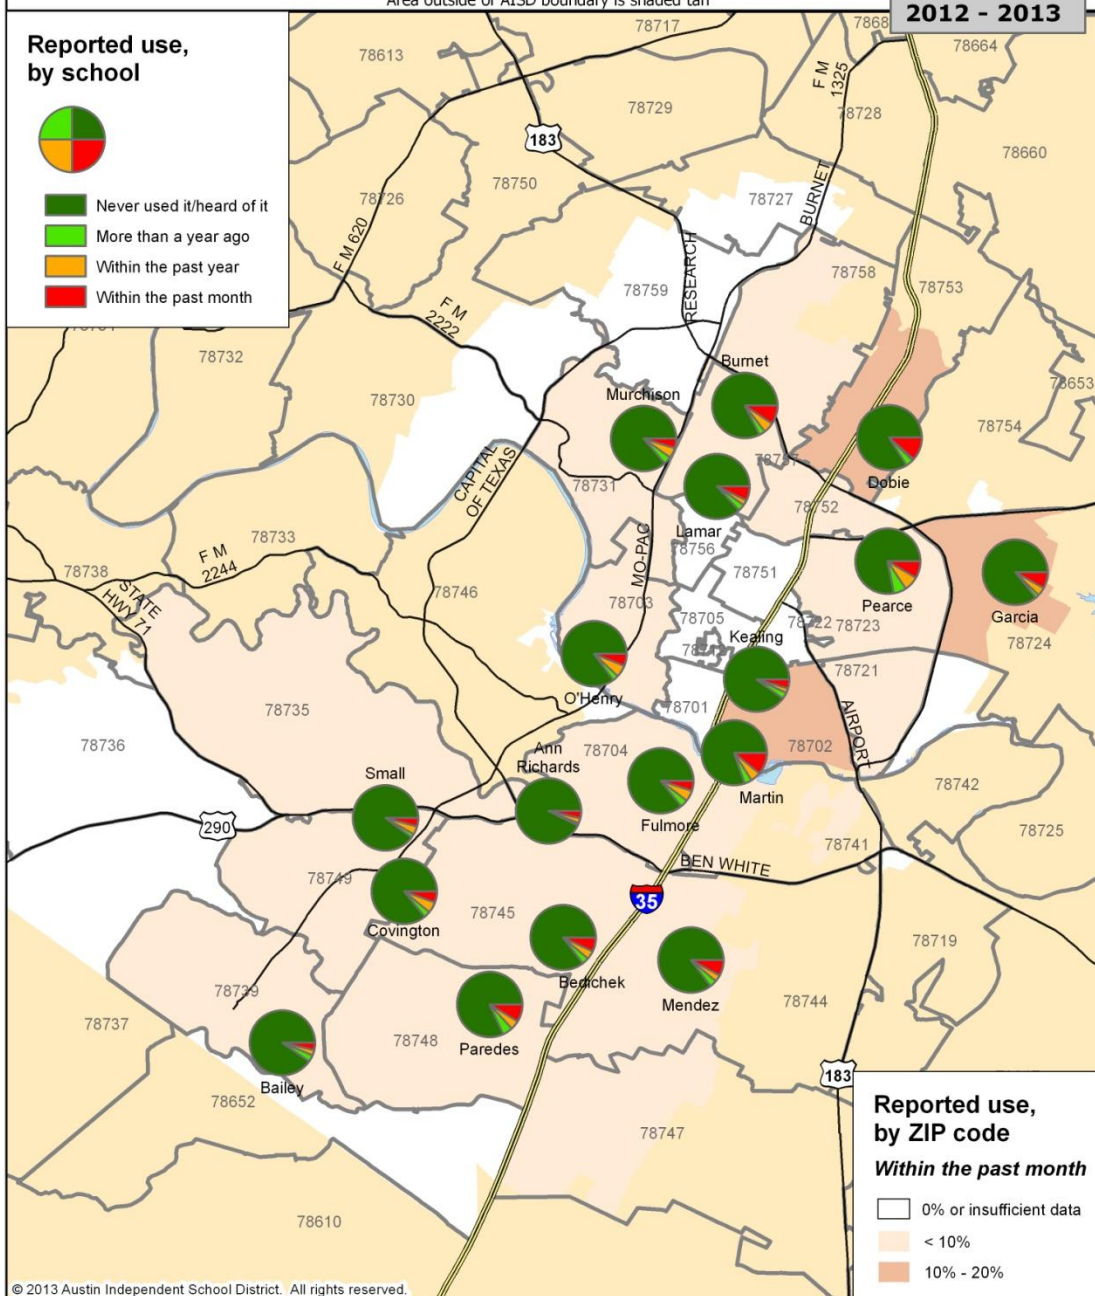 Area outside of AISD boundary is shaded tan
2012 - 2013
Reported use,
by school
Never used it/heard of it
More than a year ago
Within the past year
Within the past month
78613
78717
78664
78729
F M
1325
78728
183
78660
78750
78726
78727
BURNET
F M 620
RESEARCH
78759
78758
78753
F M
2222
78732
78653
78730
Burnet
Murchison
78754
CAPITAL
OF TEXAS
Dobie
78731
Lamar
78752
78733
F M
2244
78738
STATE
HWY 71
MO-PAC
78756
78751
78746
Pearce
Garcia
78703
78705
78722
78723
78724
Kealing
78721
O'Henry
78701
78735
78736
AIRPORT
Ann
Richards
78704
78702
Small
Martin
78742
290
Fulmore
78725
78741
BEN WHITE
78749
35
78745
Covington
78719
Bedichek
Mendez
78739
78744
78737
78748
Paredes
Bailey
183
78652
78747
78610
Reported use,
by ZIP code
Within the past month
0% or insufficient data
< 10%
10% - 20%
© 2013 Austin Independent School District. All rights reserved.